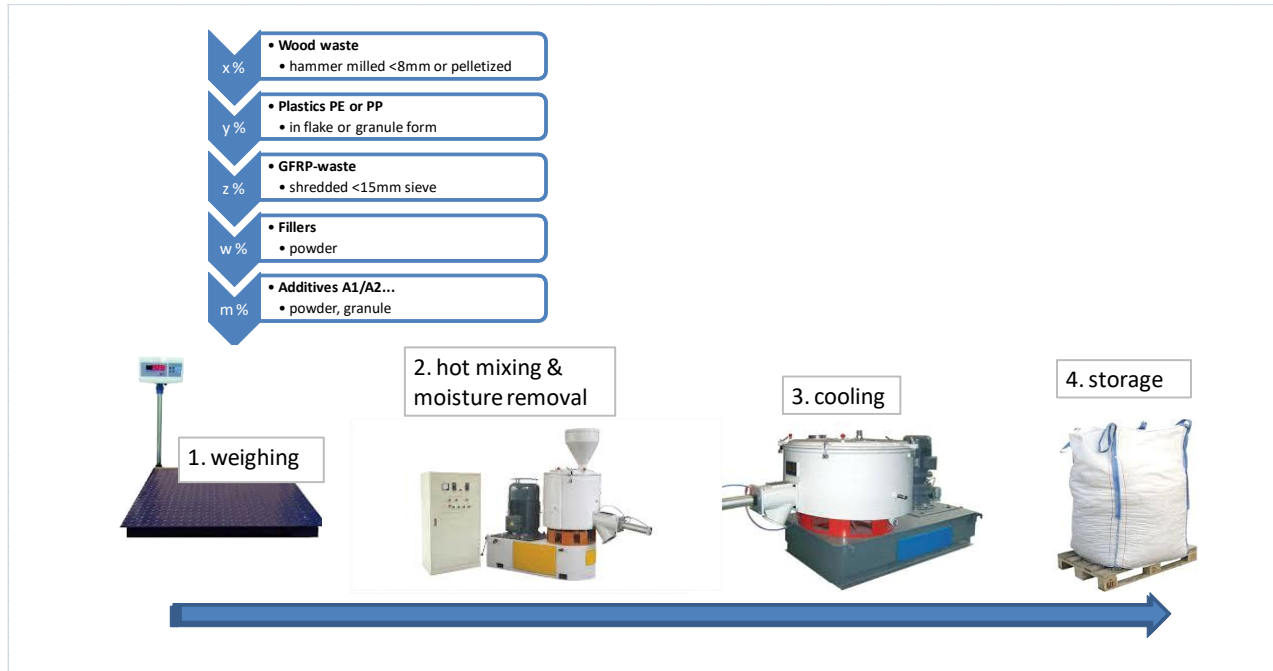 x %
• Wood waste
• hammer milled <8mm or pelletized
y %
• Plastics PE or PP
• in flake or granule form
z %
• GFRP-waste
• shredded <15mm sieve
w %
• Fillers
• powder
m %
• Additives A1/A2...
• powder, granule
1. weighing
2. hot mixing &
moisture removal
3. cooling
4. storage